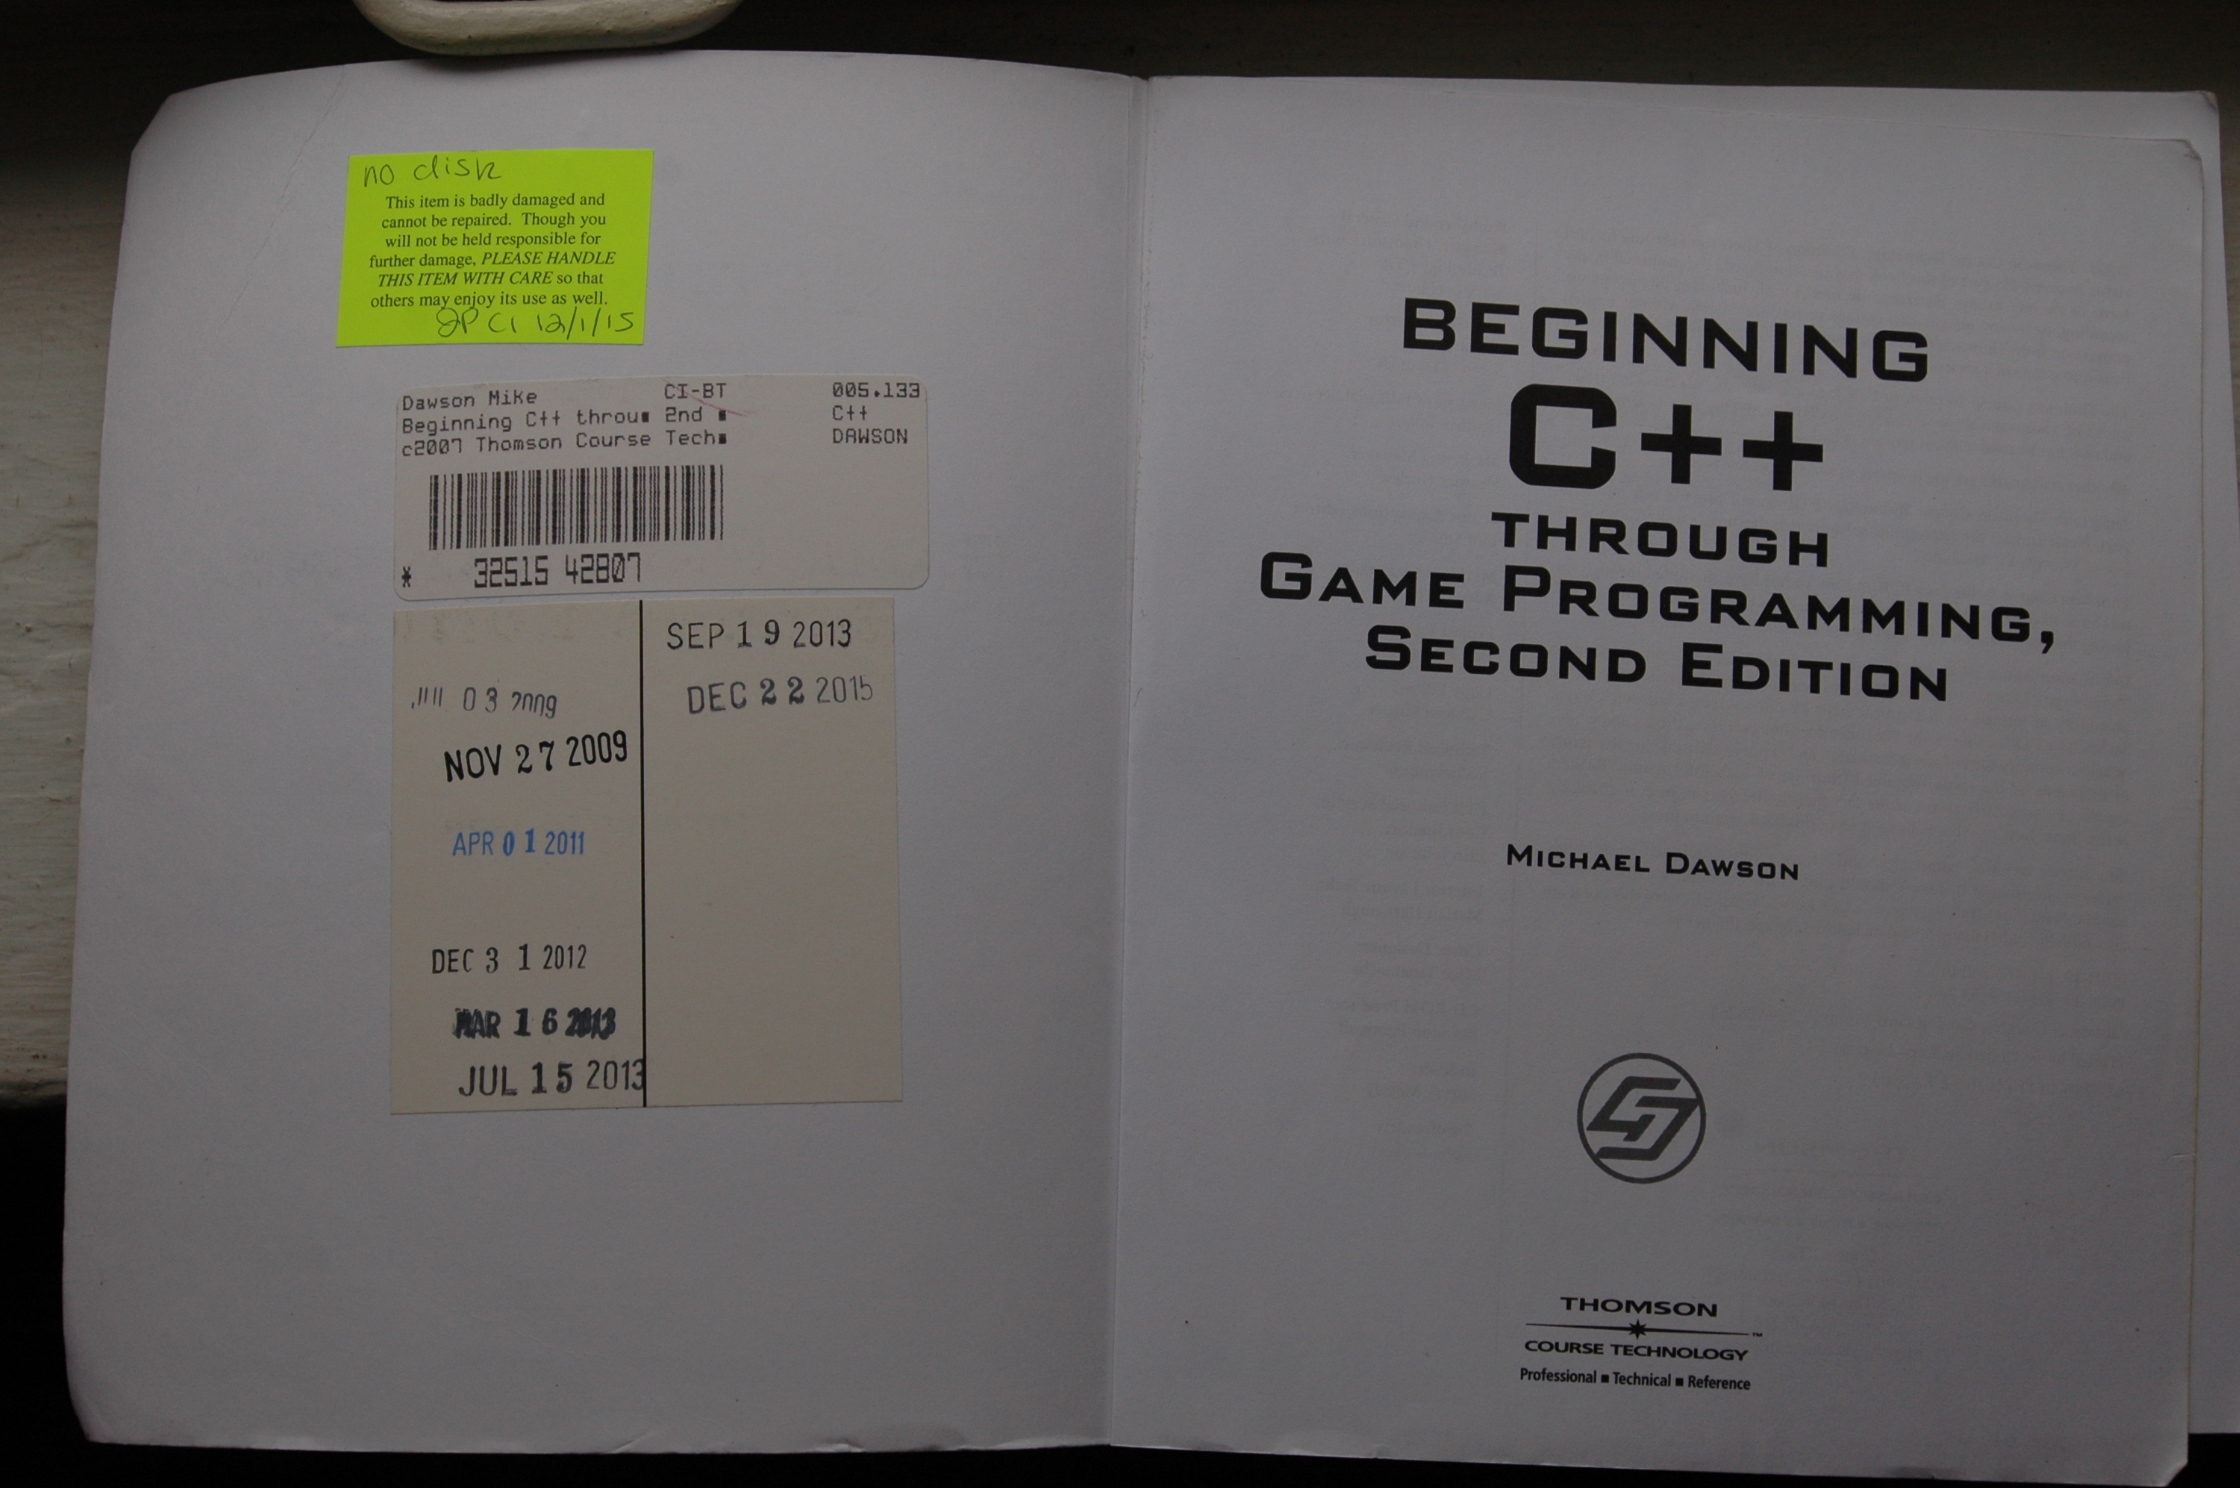 no disk
This item is badly damaged and
cannot be repaired. Though you
will not be held responsible for
further damage, PLEASE HANDLE
THIS ITEM WITH CARE so that
others may enjoy its use as well.
CI 12/1/15
Dawson Mike CI-BT 005.133
Beginning C++ throu■ 2nd ■ C++
c2007 Thomson Course Tech■ DAWSON
* 32515 42807
03 2009
NOV 27 2009
APR 01 2011
DEC 31 2012
MAR 16 2013
JUL 15 2013
SEP 19 2013
DEC 22 2015
BEGINNING
C++
THROUGH
GAME PROGRAMMING,
SECOND EDITION
MICHAEL DAWSON
THOMSON
™
COURSE TECHNOLOGY
Professional ■ Technical ■ Reference